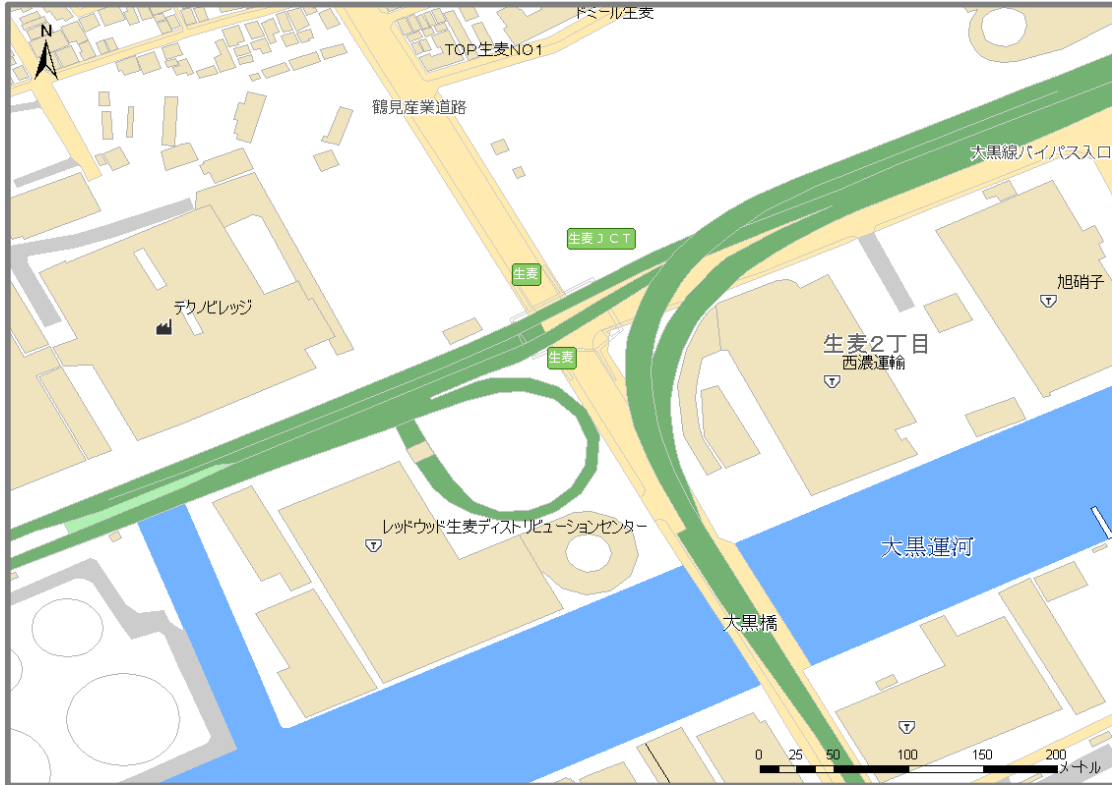 ドミール生麦
N
TOP生麦NO1
鶴見産業道路
大黒線バイパス入口
生麦JCT
生麦
旭硝子
テクノビレッジ
生麦2丁目
生麦
西濃運輸
レッドウッド生麦ディストリビューションセンター
大黒運河
大黒橋
0 25 50 100 150 200
メートル